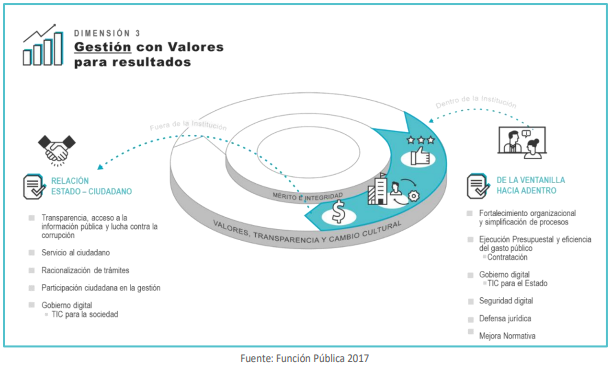 DIMENSIÓN 3
Gestión con Valores
para resultados
Fuera de la Institución
Dentro de la Institución
MÉRITO E INTEGRIDAD
VALORES, TRANSPARENCIA Y CAMBIO CULTURAL
$
RELACIÓN
ESTADO – CIUDADANO
Transparencia, acceso a la
información pública y lucha contra la
corrupción
Servicio al ciudadano
Racionalización de trámites
Participación ciudadana en la gestión
Gobierno digital
TIC para la sociedad
DE LA VENTANILLA
HACIA ADENTRO
Fortalecimiento organizacional
y simplificación de procesos
Ejecución Presupuestal y eficiencia
del gasto público
Contratación
Gobierno digital
TIC para el Estado
Seguridad digital
Defensa jurídica
Mejora Normativa
Fuente: Función Pública 2017